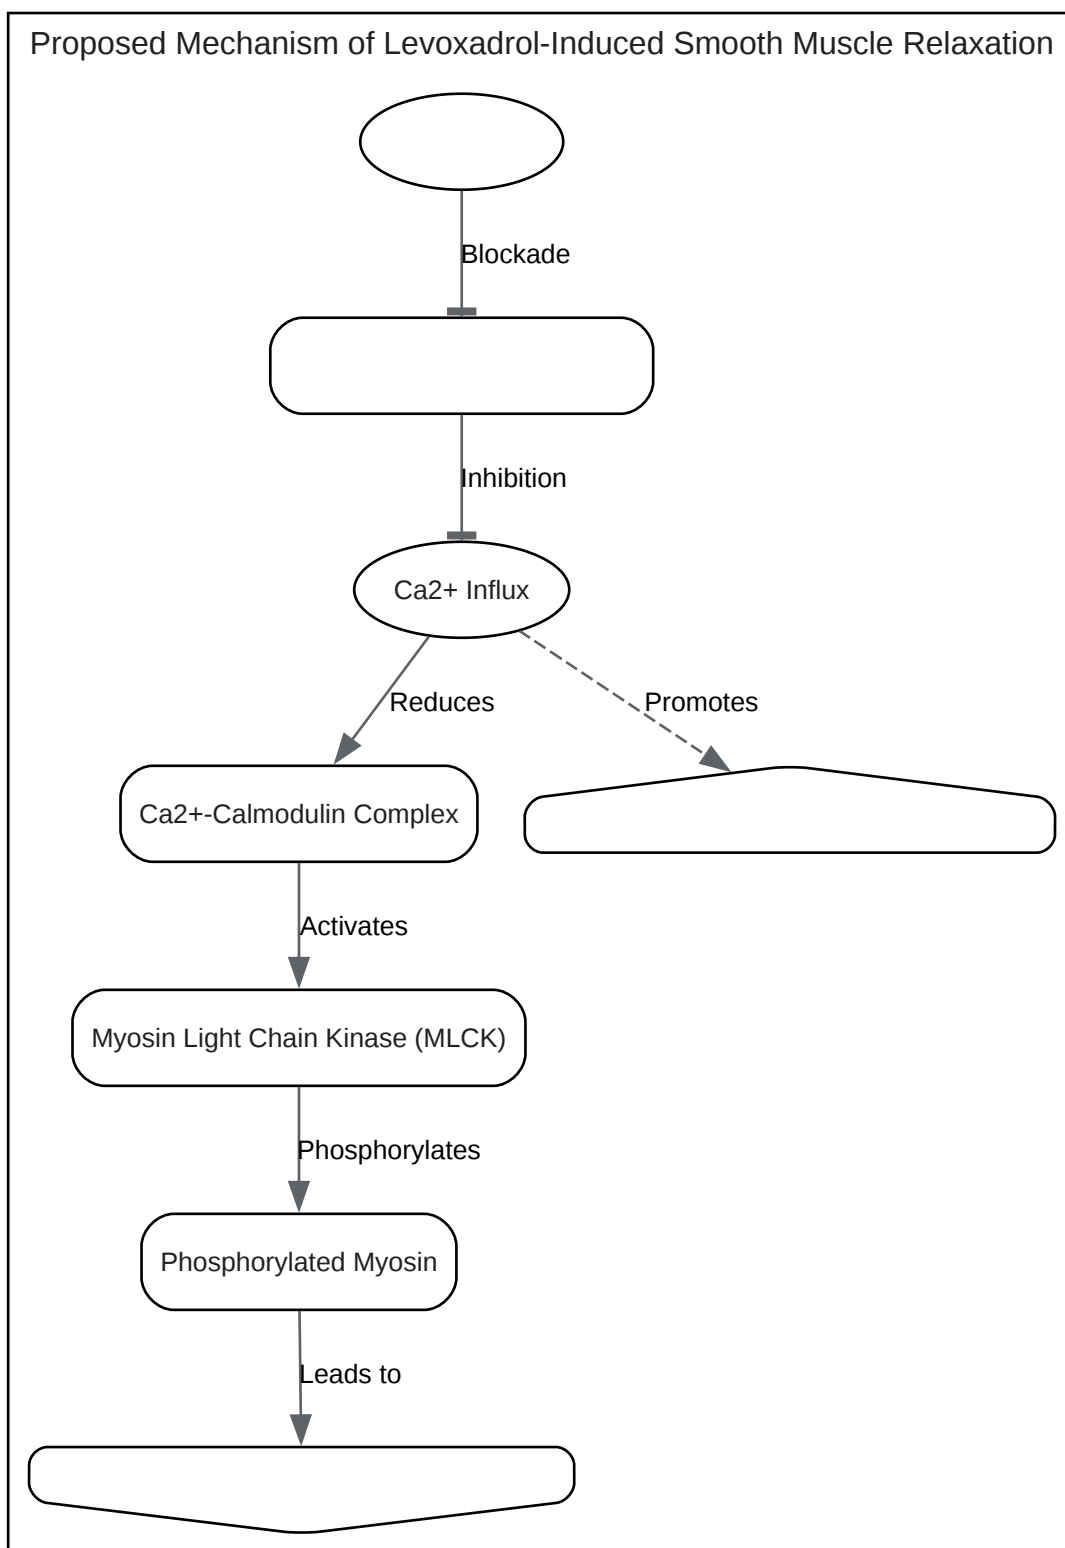 Proposed Mechanism of Levoxadrol-Induced Smooth Muscle Relaxation
Blockade
Inhibition
Ca2+ Influx
Reduces
Promotes
Ca2+-Calmodulin Complex
Activates
Myosin Light Chain Kinase (MLCK)
Phosphorylates
Phosphorylated Myosin
Leads to